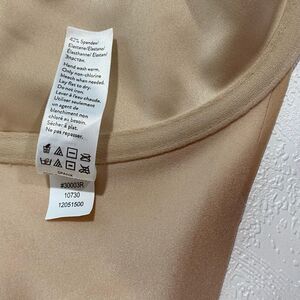 42% Spandex/
Elastane/Elastano/
Elasthanne/ Elastan/
Эластан.
Hand wash warm.
Only non-chlorine
bleach when needed.
Lay flat to dry.
Do not iron.
Laver à l'eau chaude.
Utiliser seulement
un agent de
blanchiment non
chloré au besoin.
Sécher à plat.
Ne pas repasser.
#30003R
10730
12051500